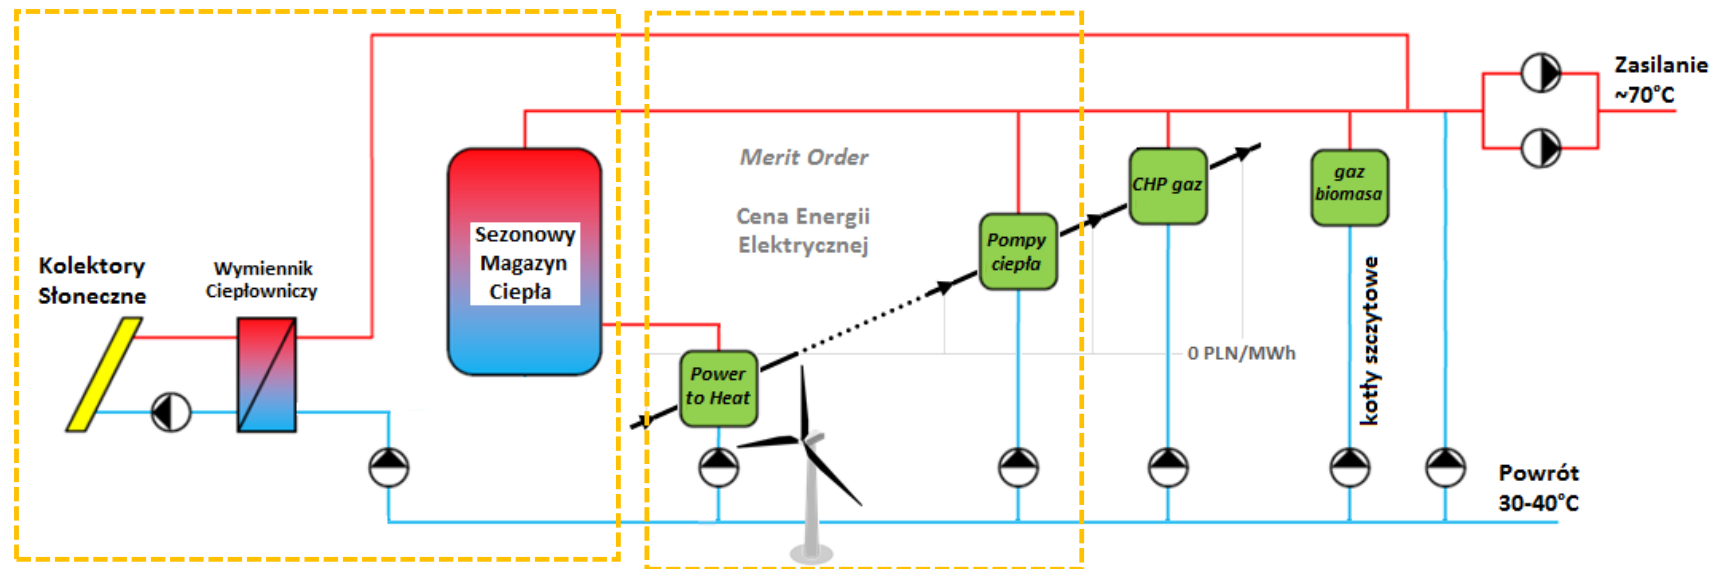 Zasilanie
~70°C
Merit Order
CHP gaz
gaz
biomasa
Cena Energii
Elektrycznej
Sezonowy
Magazyn
Ciepła
Pompy
ciepła
Kolektory
Słoneczne
Wymiennik
Ciepłowniczy
kotły szczytowe
0 PLN/MWh
Power
to Heat
Powrót
30-40°C